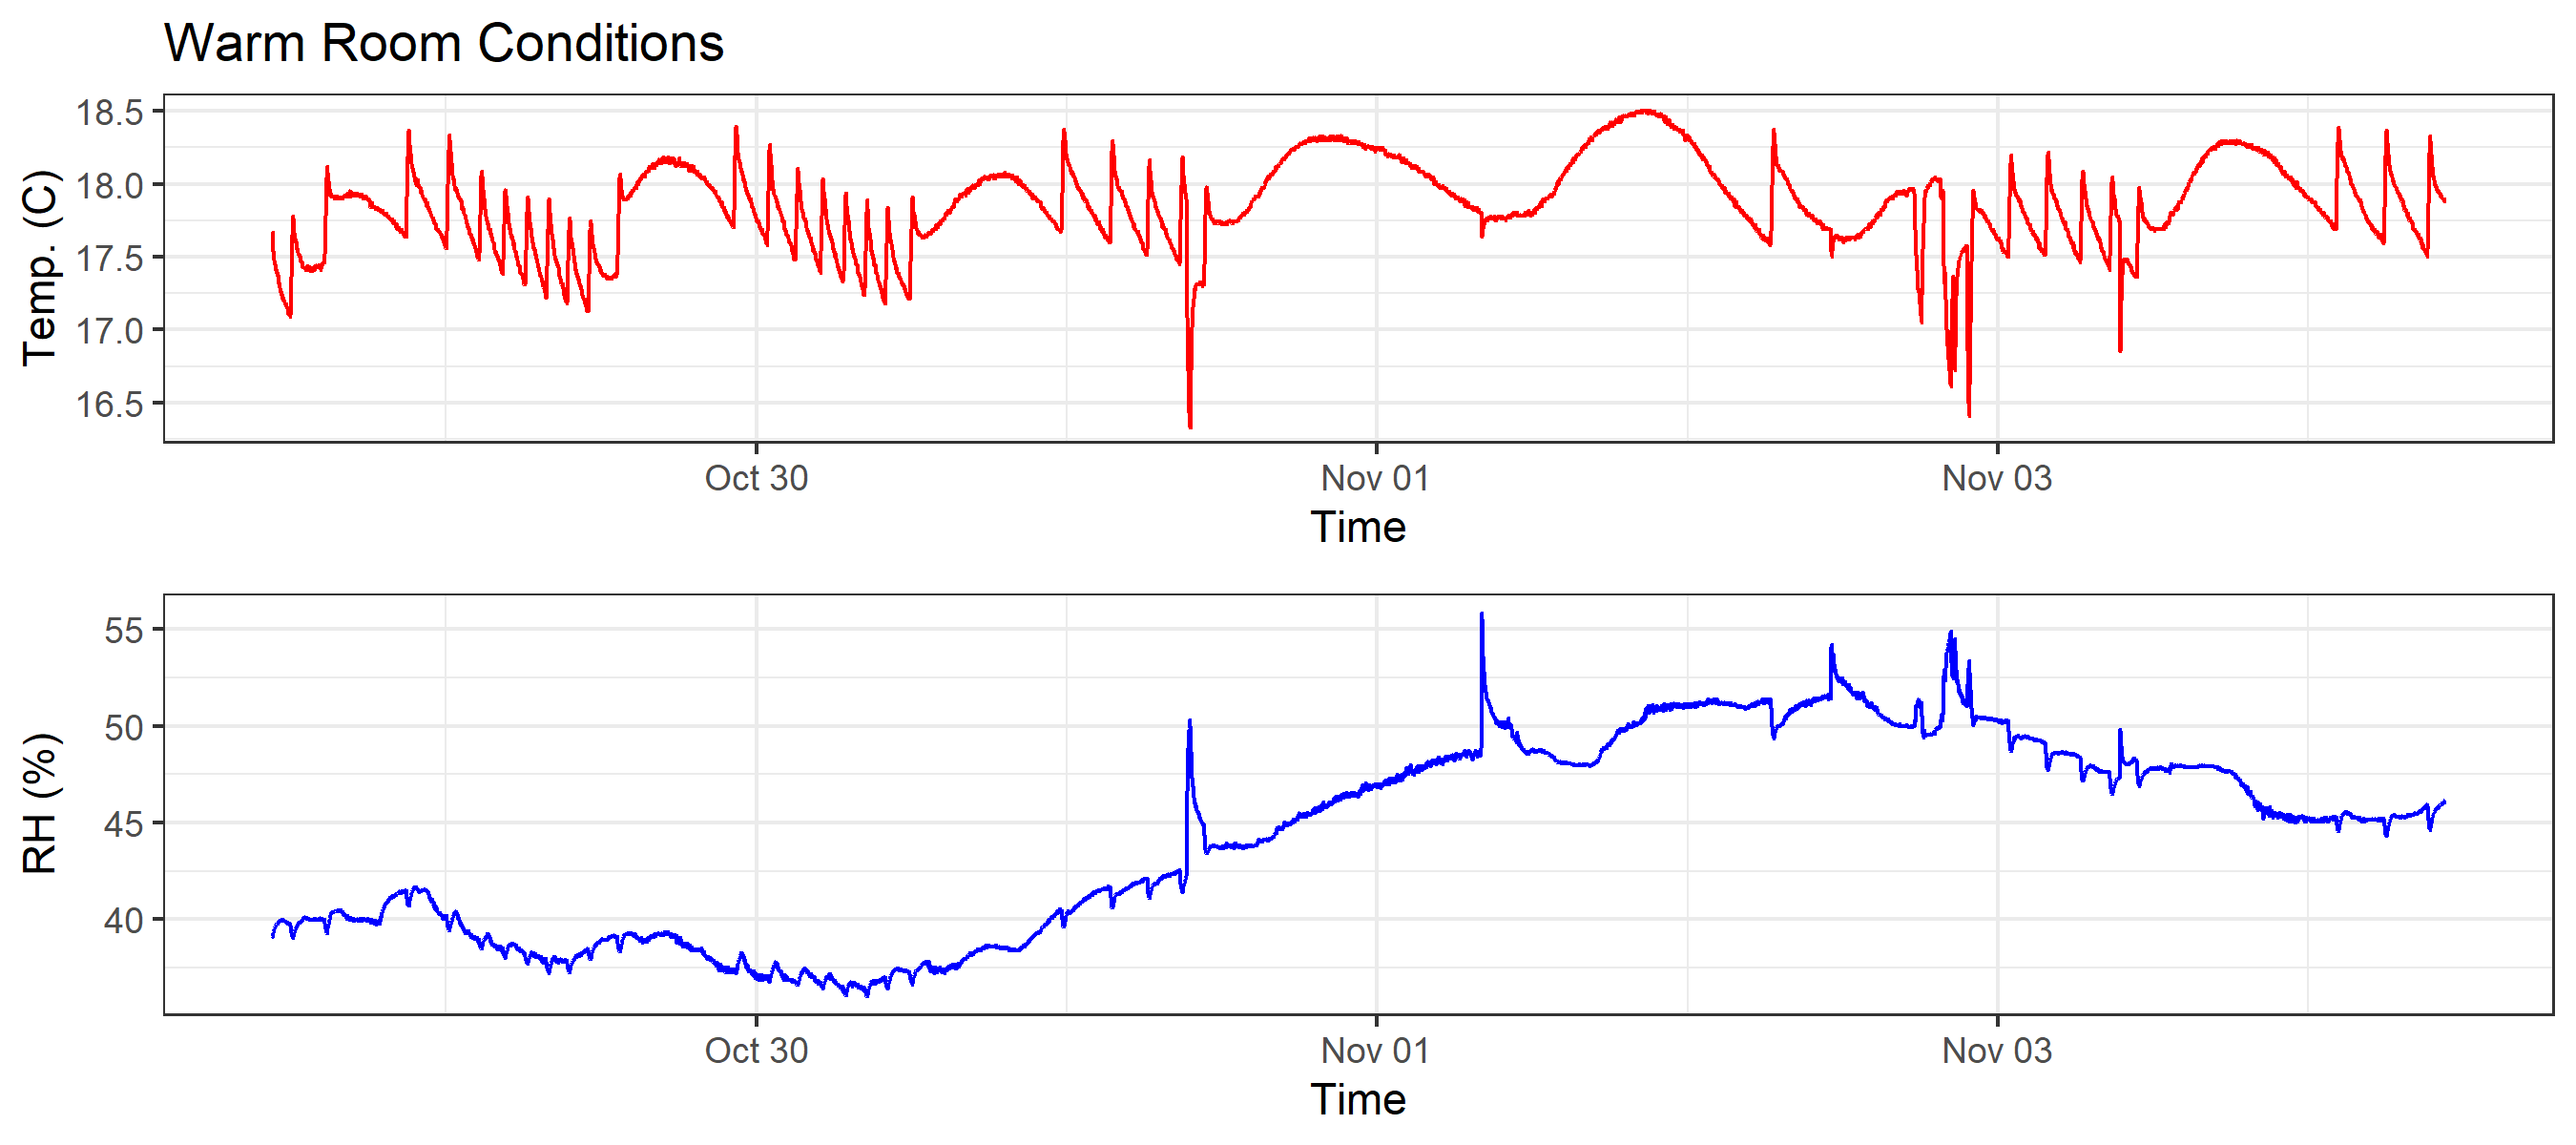 Warm Room Conditions
Temp. (C)
18.5
18.0
17.5
17.0
16.5
Oct 30 Nov 01 Nov 03
Time
RH (%)
55
50
45
40
Oct 30 Nov 01 Nov 03
Time